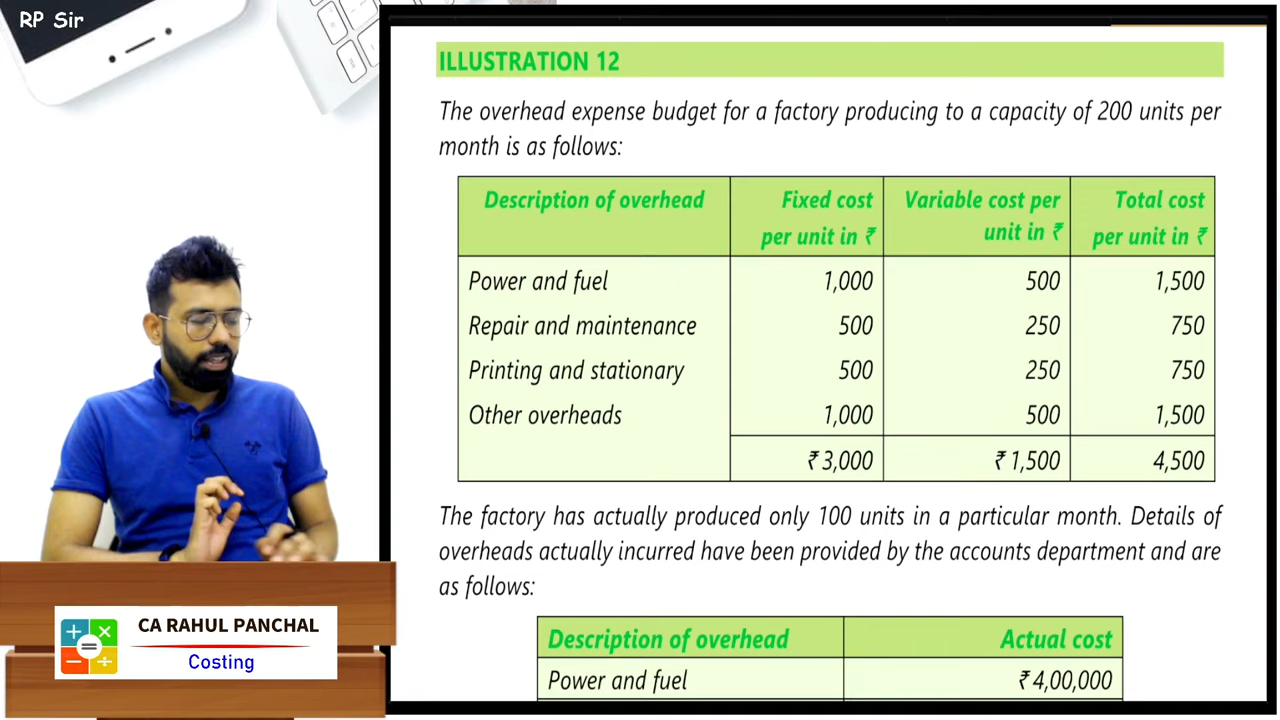 RP Sir
ILLUSTRATION 12
The overhead expense budget for a factory producing to a capacity of 200 units per
month is as follows:
Description of overhead Fixed cost per unit in ₹ Variable cost per unit in ₹ Total cost per unit in ₹
Power and fuel 1,000 500 1,500
Repair and maintenance 500 250 750
Printing and stationary 500 250 750
Other overheads 1,000 500 1,500
₹ 3,000 ₹ 1,500 4,500
The factory has actually produced only 100 units in a particular month. Details of
overheads actually incurred have been provided by the accounts department and are
as follows:
Description of overhead Actual cost
Power and fuel ₹ 4,00,000
CA RAHUL PANCHAL
Costing